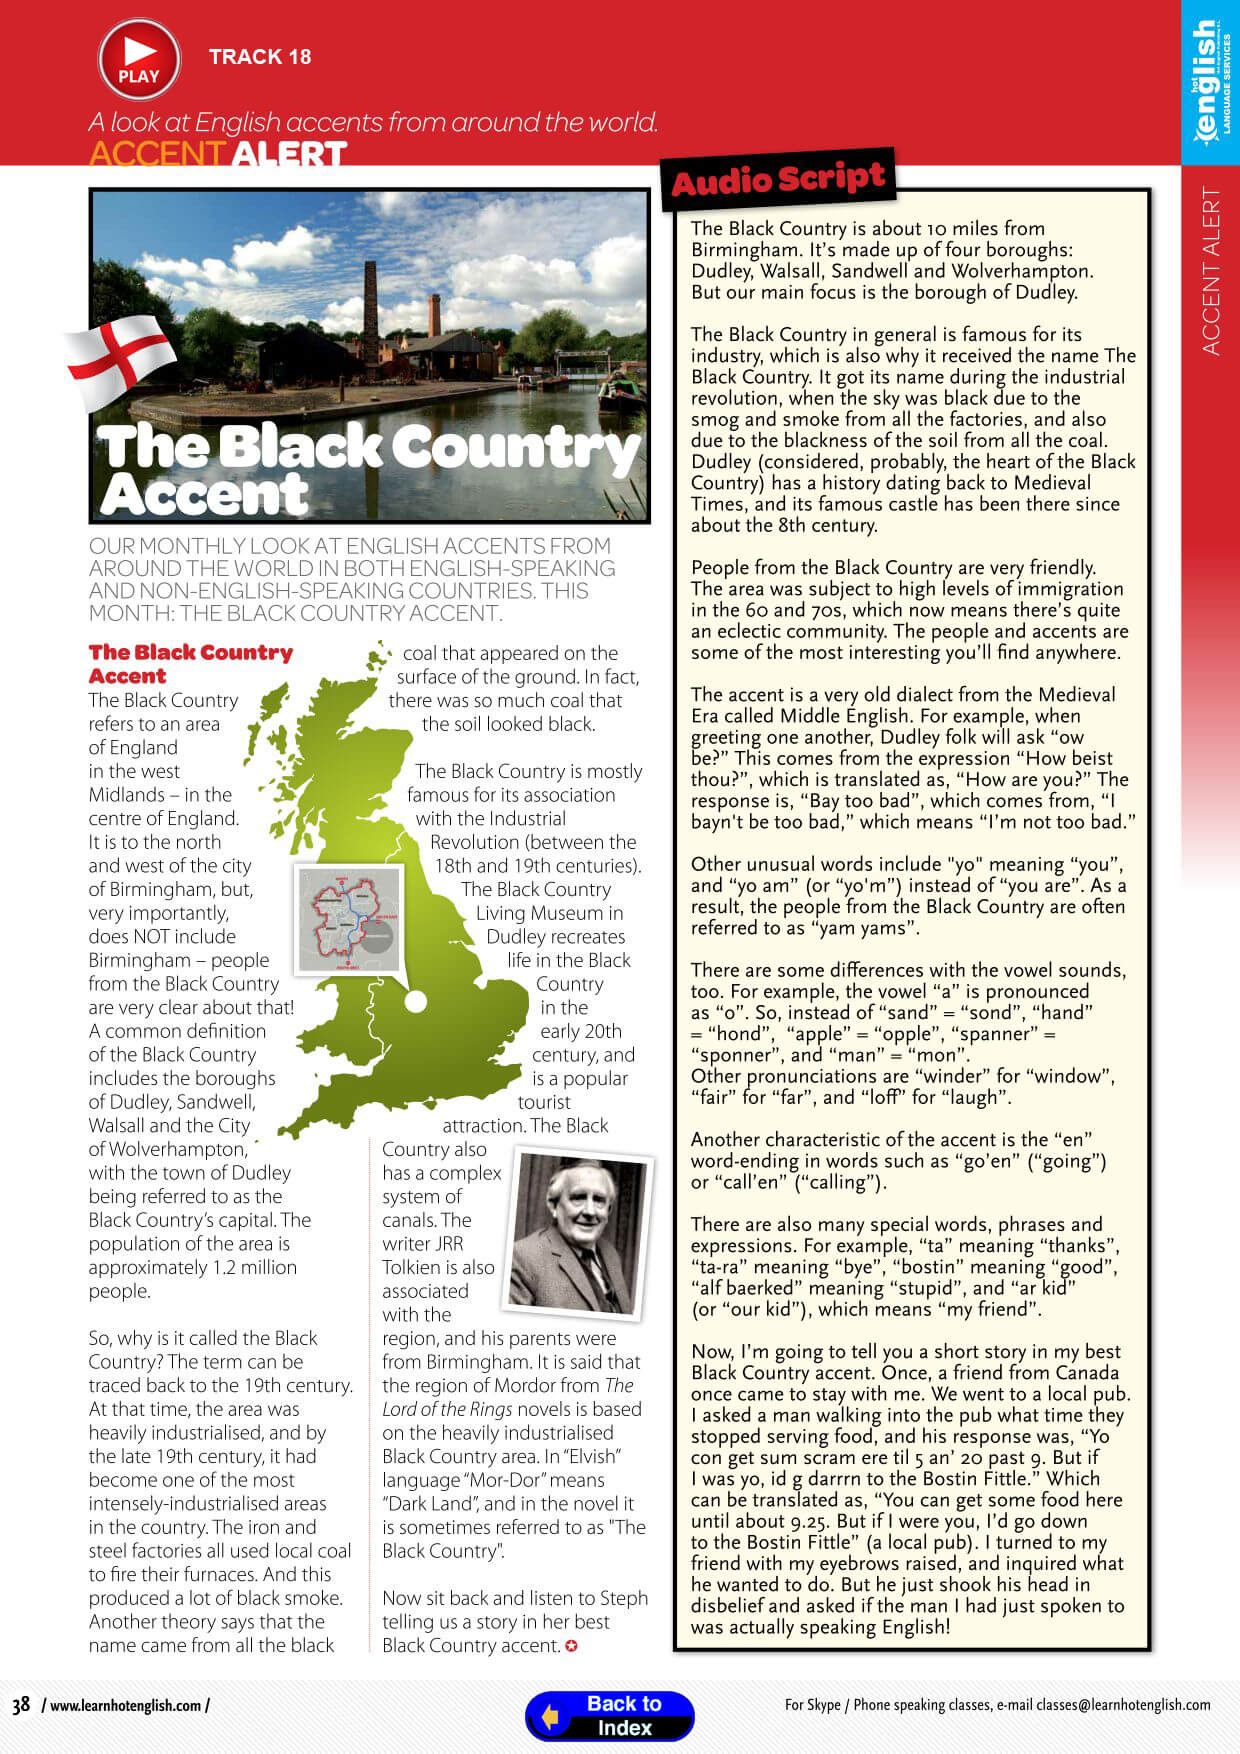 PLAY
TRACK 18
A look at English accents from around the world.
ACCENT ALERT
hot
english
LANGUAGE SERVICES
ACCENT ALERT
The Black Country
Accent
OUR MONTHLY LOOK AT ENGLISH ACCENTS FROM
AROUND THE WORLD IN BOTH ENGLISH-SPEAKING
AND NON-ENGLISH-SPEAKING COUNTRIES. THIS
MONTH: THE BLACK COUNTRY ACCENT.
The Black Country
Accent
The Black Country
refers to an area
of England
in the west
Midlands – in the
centre of England.
It is to the north
and west of the city
of Birmingham, but,
very importantly,
does NOT include
Birmingham – people
from the Black Country
are very clear about that!
A common definition
of the Black Country
includes the boroughs
of Dudley, Sandwell,
Walsall and the City
of Wolverhampton,
with the town of Dudley
being referred to as the
Black Country’s capital. The
population of the area is
approximately 1.2 million
people.
So, why is it called the Black
Country? The term can be
traced back to the 19th century.
At that time, the area was
heavily industrialised, and by
the late 19th century, it had
become one of the most
intensely-industrialised areas
in the country. The iron and
steel factories all used local coal
to fire their furnaces. And this
produced a lot of black smoke.
Another theory says that the
name came from all the black
coal that appeared on the
surface of the ground. In fact,
there was so much coal that
the soil looked black.
The Black Country is mostly
famous for its association
with the Industrial
Revolution (between the
18th and 19th centuries).
The Black Country
Living Museum in
Dudley recreates
life in the Black
Country
in the
early 20th
century, and
is a popular
tourist
attraction. The Black
Country also
has a complex
system of
canals. The
writer JRR
Tolkien is also
associated
with the
region, and his parents were
from Birmingham. It is said that
the region of Mordor from The
Lord of the Rings novels is based
on the heavily industrialised
Black Country area. In “Elvish”
language “Mor-Dor” means
“Dark Land”, and in the novel it
is sometimes referred to as "The
Black Country".
Now sit back and listen to Steph
telling us a story in her best
Black Country accent.
Audio Script
The Black Country is about 10 miles from
Birmingham. It’s made up of four boroughs:
Dudley, Walsall, Sandwell and Wolverhampton.
But our main focus is the borough of Dudley.
The Black Country in general is famous for its
industry, which is also why it received the name The
Black Country. It got its name during the industrial
revolution, when the sky was black due to the
smog and smoke from all the factories, and also
due to the blackness of the soil from all the coal.
Dudley (considered, probably, the heart of the Black
Country) has a history dating back to Medieval
Times, and its famous castle has been there since
about the 8th century.
People from the Black Country are very friendly.
The area was subject to high levels of immigration
in the 60 and 70s, which now means there’s quite
an eclectic community. The people and accents are
some of the most interesting you’ll find anywhere.
The accent is a very old dialect from the Medieval
Era called Middle English. For example, when
greeting one another, Dudley folk will ask “ow
be?” This comes from the expression “How beist
thou?”, which is translated as, “How are you?” The
response is, “Bay too bad”, which comes from, “I
bayn't be too bad,” which means “I’m not too bad.”
Other unusual words include "yo" meaning “you”,
and “yo am” (or “yo'm”) instead of “you are”. As a
result, the people from the Black Country are often
referred to as “yam yams”.
There are some differences with the vowel sounds,
too. For example, the vowel “a” is pronounced
as “o”. So, instead of “sand” = “sond”, “hand”
= “hond”, “apple” = “opple”, “spanner” =
“sponner”, and “man” = “mon”.
Other pronunciations are “winder” for “window”,
“fair” for “far”, and “loff” for “laugh”.
Another characteristic of the accent is the “en”
word-ending in words such as “go’en” (“going”)
or “call’en” (“calling”).
There are also many special words, phrases and
expressions. For example, “ta” meaning “thanks”,
“ta-ra” meaning “bye”, “bostin” meaning “good”,
“alf baerked” meaning “stupid”, and “ar kid”
(or “our kid”), which means “my friend”.
Now, I’m going to tell you a short story in my best
Black Country accent. Once, a friend from Canada
once came to stay with me. We went to a local pub.
I asked a man walking into the pub what time they
stopped serving food, and his response was, “Yo
con get sum scram ere til 5 an’ 20 past 9. But if
I was yo, id g darrrn to the Bostin Fittle.” Which
can be translated as, “You can get some food here
until about 9.25. But if I were you, I’d go down
to the Bostin Fittle” (a local pub). I turned to my
friend with my eyebrows raised, and inquired what
he wanted to do. But he just shook his head in
disbelief and asked if the man I had just spoken to
was actually speaking English!
38 / www.learnhotenglish.com /
Back to
Index
For Skype / Phone speaking classes, e-mail classes@learnhotenglish.com